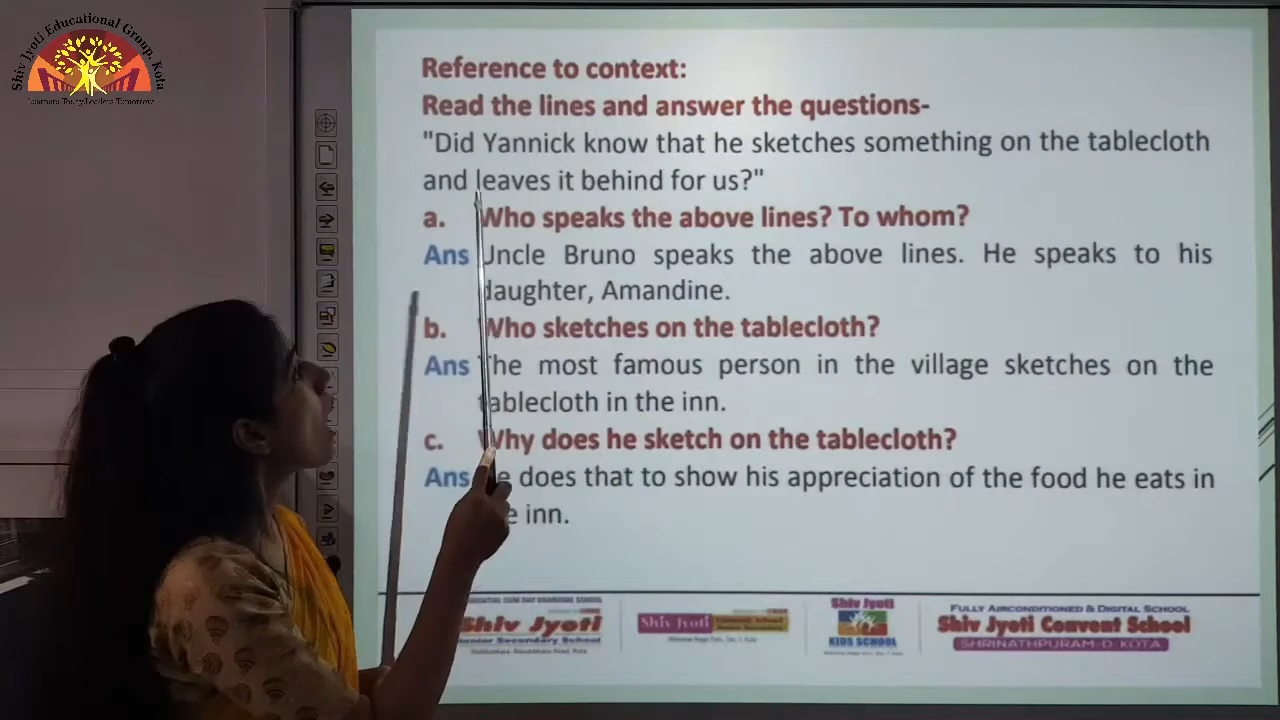 Shiv Jyoti Educational Group, Kota
Learners Today Leaders Tomorrow
Reference to context:
Read the lines and answer the questions-
"Did Yannick know that he sketches something on the tablecloth
and leaves it behind for us?"
a. Who speaks the above lines? To whom?
Ans Uncle Bruno speaks the above lines. He speaks to his
daughter, Amandine.
b. Who sketches on the tablecloth?
Ans The most famous person in the village sketches on the
tablecloth in the inn.
c. Why does he sketch on the tablecloth?
Ans He does that to show his appreciation of the food he eats in
the inn.
Shiv Jyoti
Senior Secondary School
Shiv Jyoti
Shiv Jyoti
KIDS SCHOOL
FULLY AIRCONDITIONED & DIGITAL SCHOOL
Shiv Jyoti Convent School
SHRINATHPURAM-D, KOTA